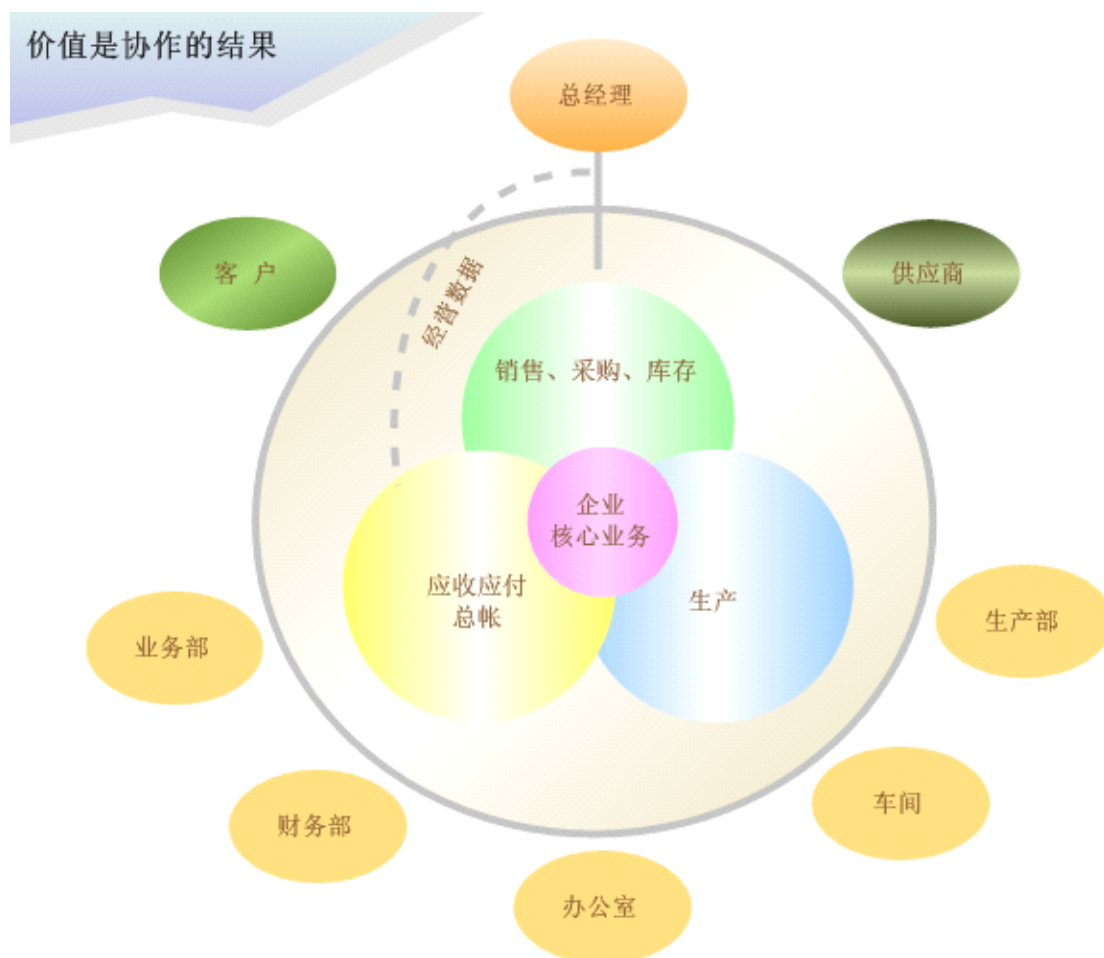 价值是协作的结果
总经理
客 户
供应商
经营数据
销售、采购、库存
企业
核心业务
应收应付
总帐
生产
业务部
生产部
财务部
车间
办公室